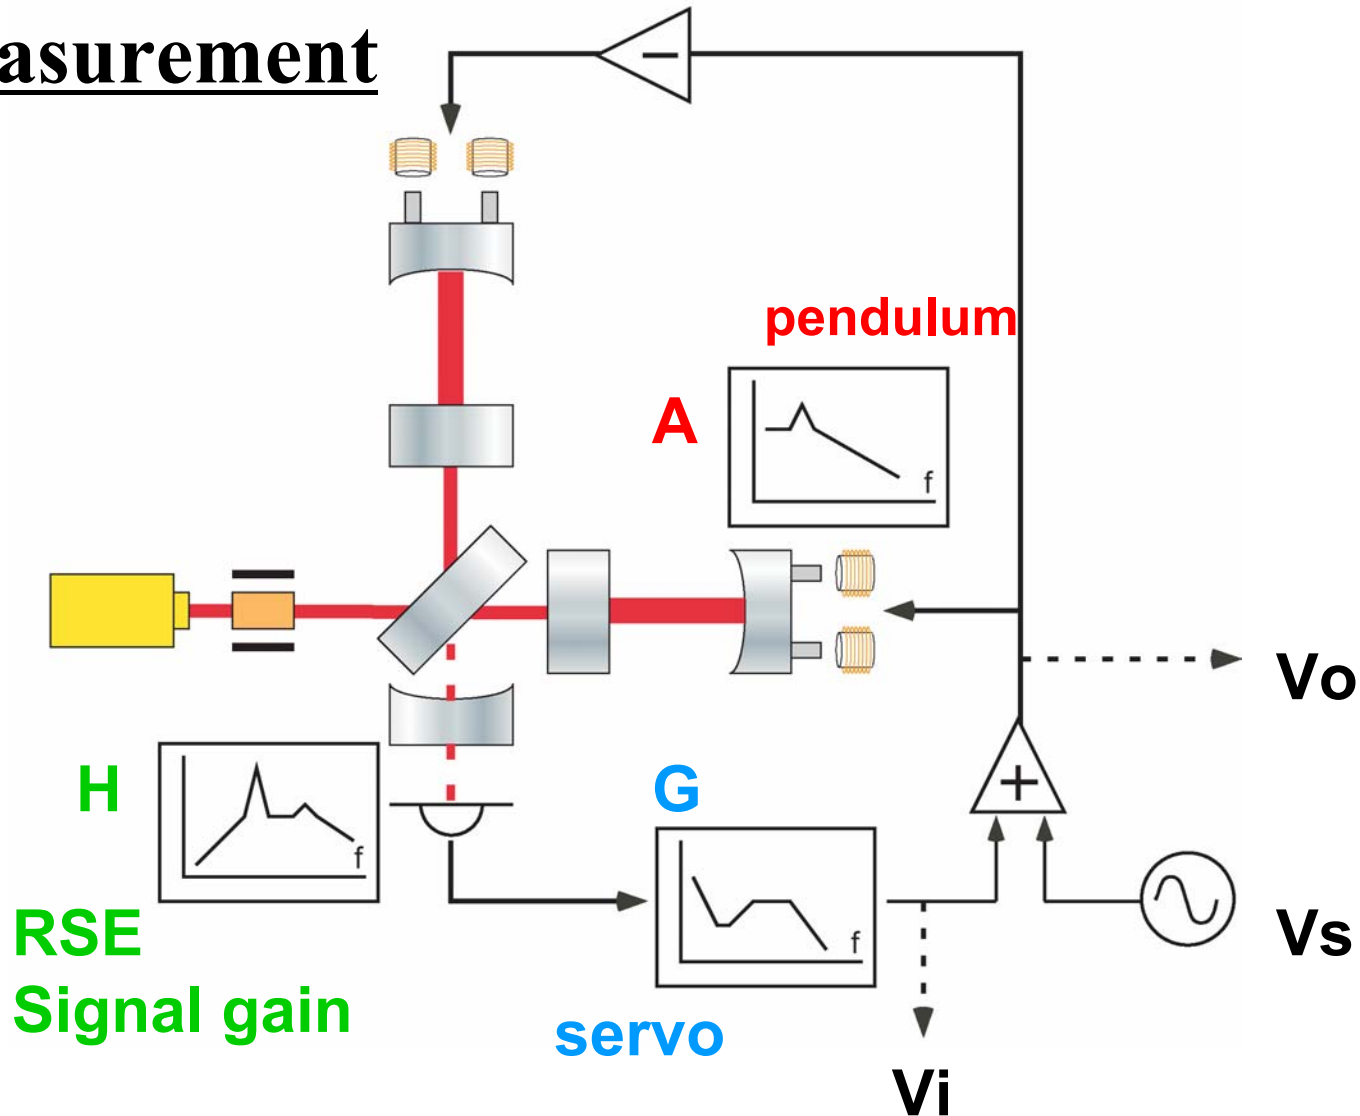 asurement
pendulum
A
f
Vo
H
G
f
f
RSE
Signal gain
servo
Vs
Vi